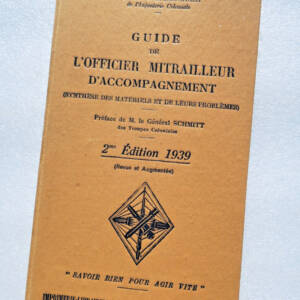 de l'Infanterie Coloniale
GUIDE
DE
L'OFFICIER MITRAILLEUR
D'ACCOMPAGNEMENT
(SYNTHÈSE DES MATÉRIELS ET DE LEURS PROBLÈMES)
Préface de M. le Général SCHMITT
des Troupes Coloniales
2me Édition 1939
(Revue et Augmentée)
"SAVOIR BIEN POUR AGIR VITE"